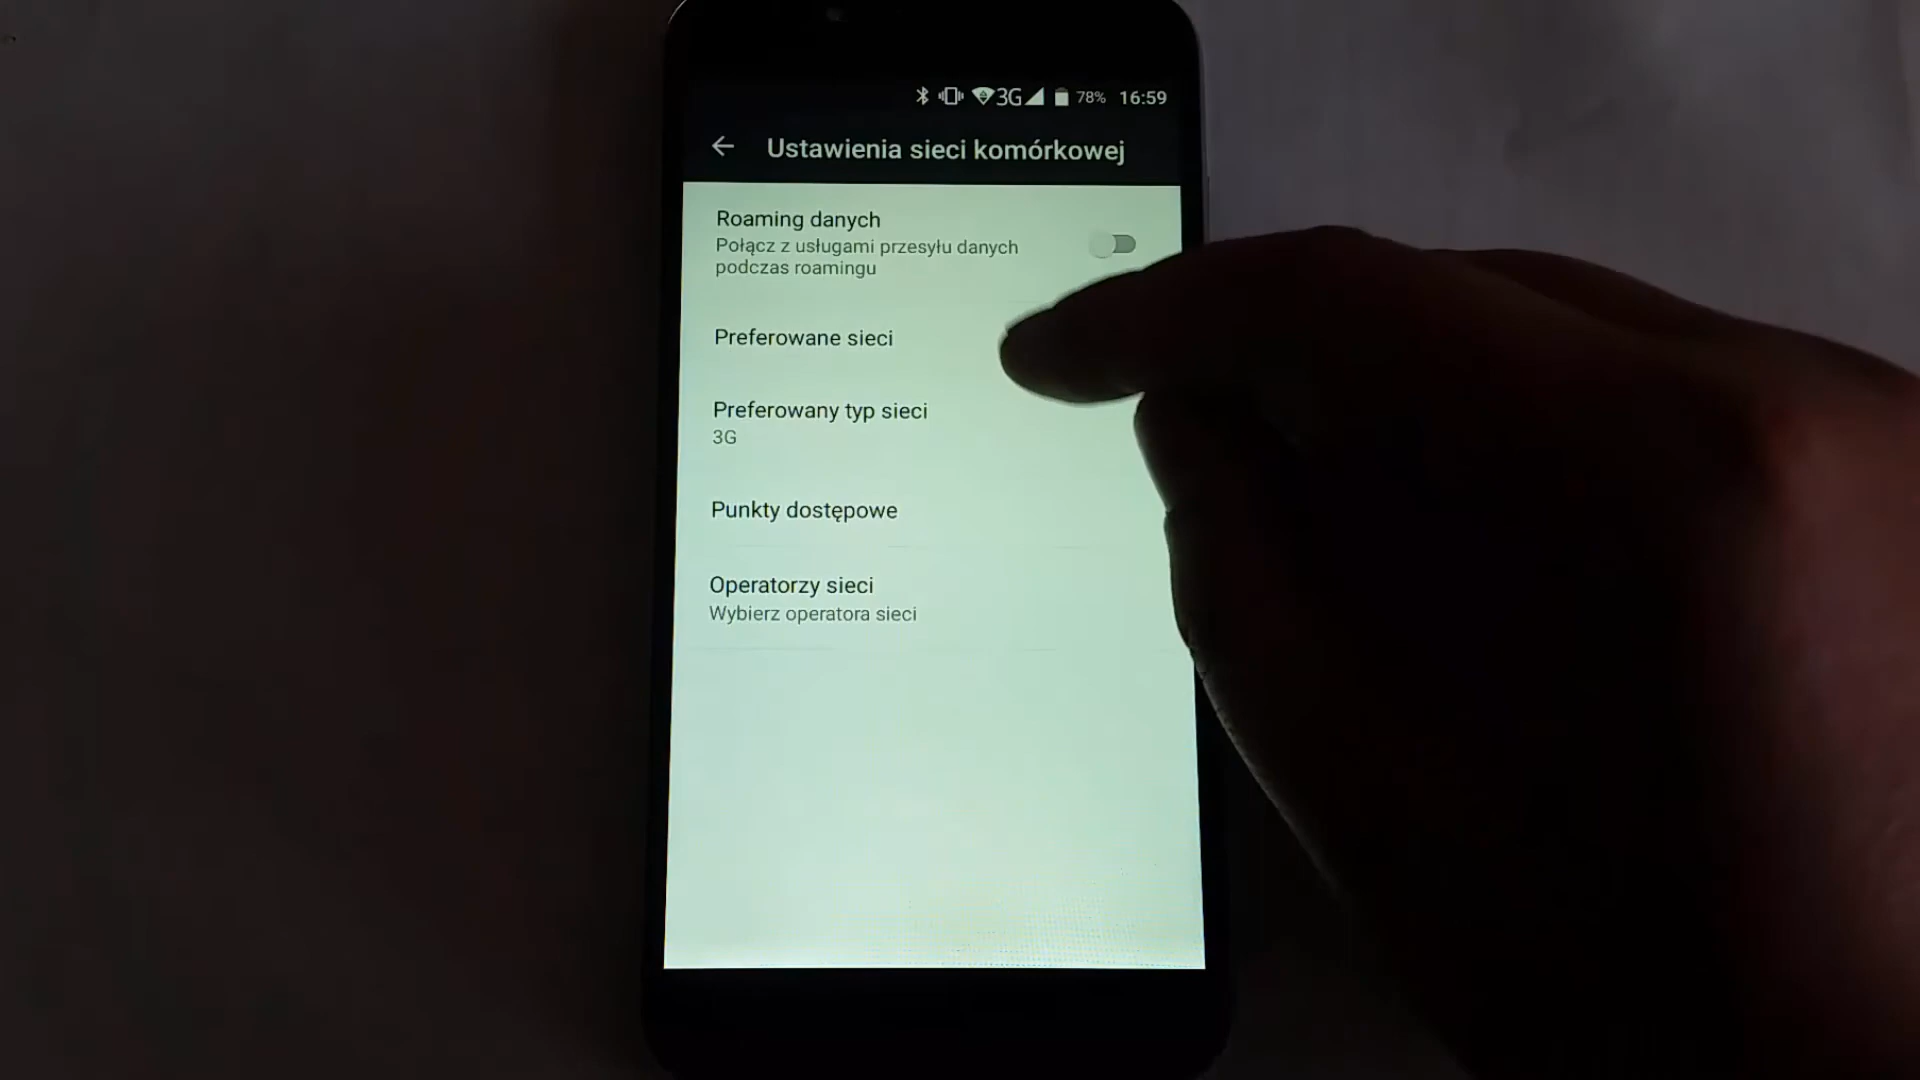 3G 78% 16:59
Ustawienia sieci komórkowej
Roaming danych
Połącz z usługami przesyłu danych
podczas roamingu
Preferowane sieci
Preferowany typ sieci
3G
Punkty dostępowe
Operatorzy sieci
Wybierz operatora sieci